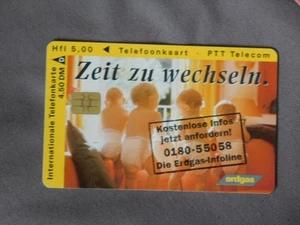 Hfl 5,00 ◄ Telefoonkaart · PTT Telecom
Internationale Telefonkarte
4.50 DM
Zeit zu wechseln.
Kostenlose Infos
jetzt anfordern!
0180-55058
Die Erdgas-Infoline
erdgas